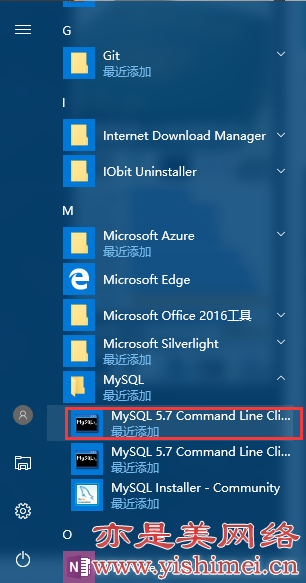 G
Git
最近添加
I
Internet Download Manager
IObit Uninstaller
M
Microsoft Azure
最近添加
Microsoft Edge
Microsoft Office 2016工具
Microsoft Silverlight
最近添加
MySQL
最近添加
MySQL 5.7 Command Line Cli...
最近添加
MySQL 5.7 Command Line Cli...
最近添加
MySQL Installer - Community
最近添加
O
亦是美网络
www.yishimei.cn